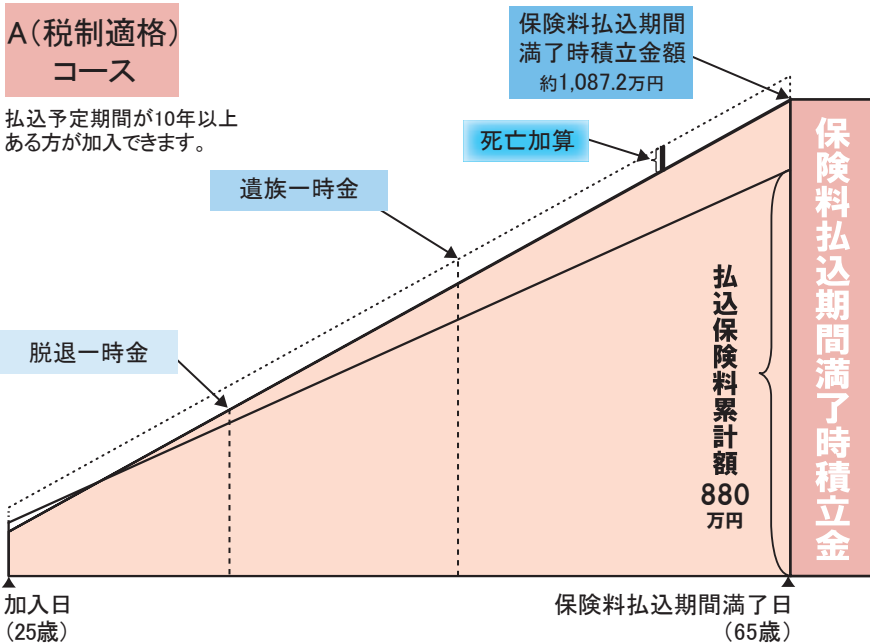 A(税制適格)
コース
払込予定期間が10年以上
ある方が加入できます。
保険料払込期間
満了時積立金額
約1,087.2万円
死亡加算
遺族一時金
脱退一時金
払込保険料累計額
880
万円
保険料払込期間満了時積立金
加入日
(25歳)
保険料払込期間満了日
(65歳)